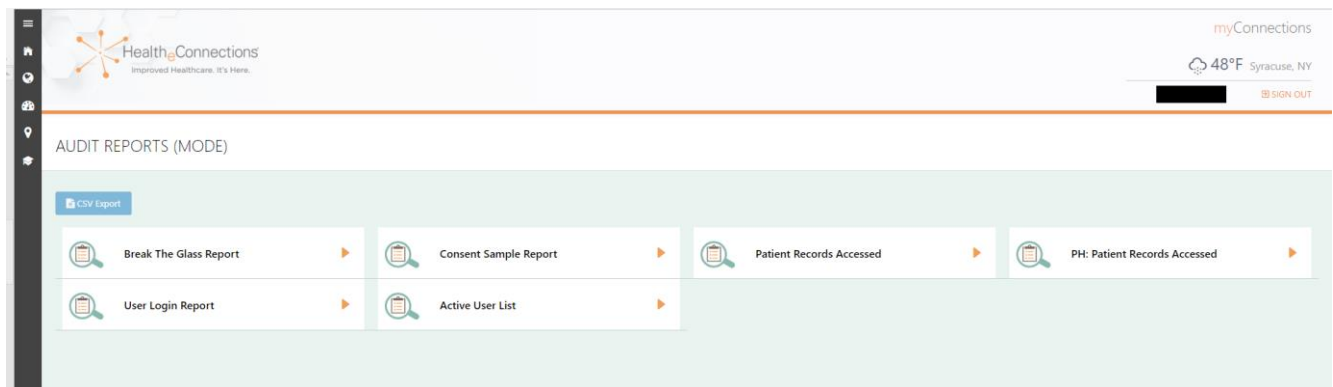 myConnections
HealtheConnections
Improved Healthcare. It's Here.
48°F Syracuse, NY
SIGN OUT
AUDIT REPORTS (MODE)
CSV Export
Break The Glass Report
Consent Sample Report
Patient Records Accessed
PH: Patient Records Accessed
User Login Report
Active User List